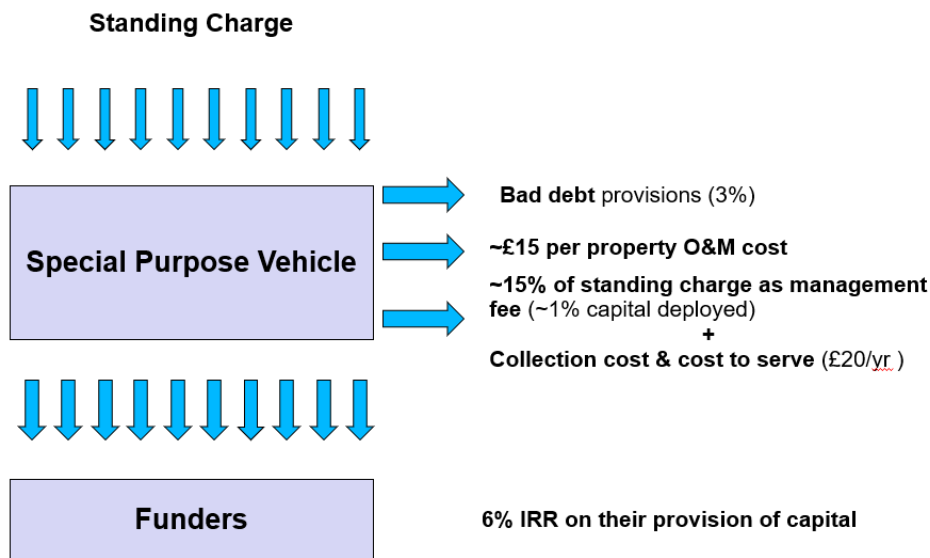 Standing Charge
Bad debt provisions (3%)
Special Purpose Vehicle
~£15 per property O&M cost
~15% of standing charge as management
fee (~1% capital deployed)
+
Collection cost & cost to serve (£20/yr )
Funders
6% IRR on their provision of capital